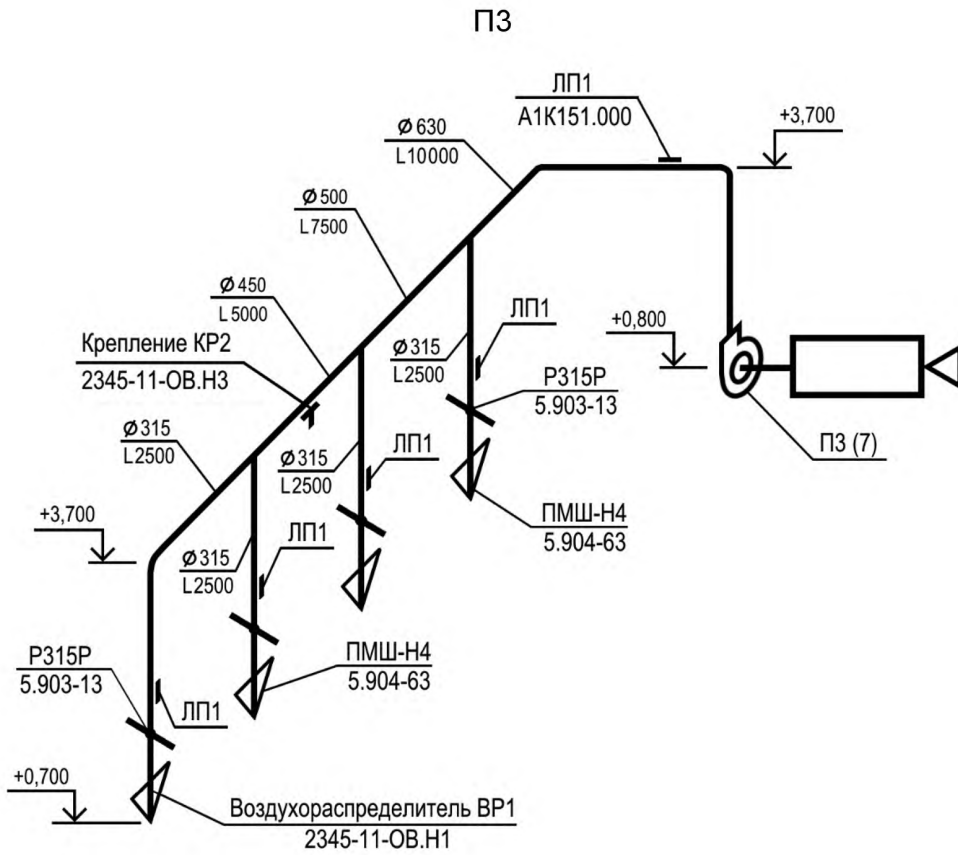 П3
ЛП1
А1К151.000
+3,700
Ø 630
L10000
Ø 500
L7500
Ø 450
L 5000
ЛП1
+0,800
Крепление КР2
2345-11-ОВ.Н3
Ø 315
L2500
Р315Р
5.903-13
Ø 315
L2500
ЛП1
Ø 315
L2500
П3 (7)
+3,700
ПМШ-Н4
5.904-63
Ø 315
L2500
ЛП1
Р315Р
5.903-13
ПМШ-Н4
5.904-63
ЛП1
+0,700
Воздухораспределитель ВР1
2345-11-ОВ.Н1